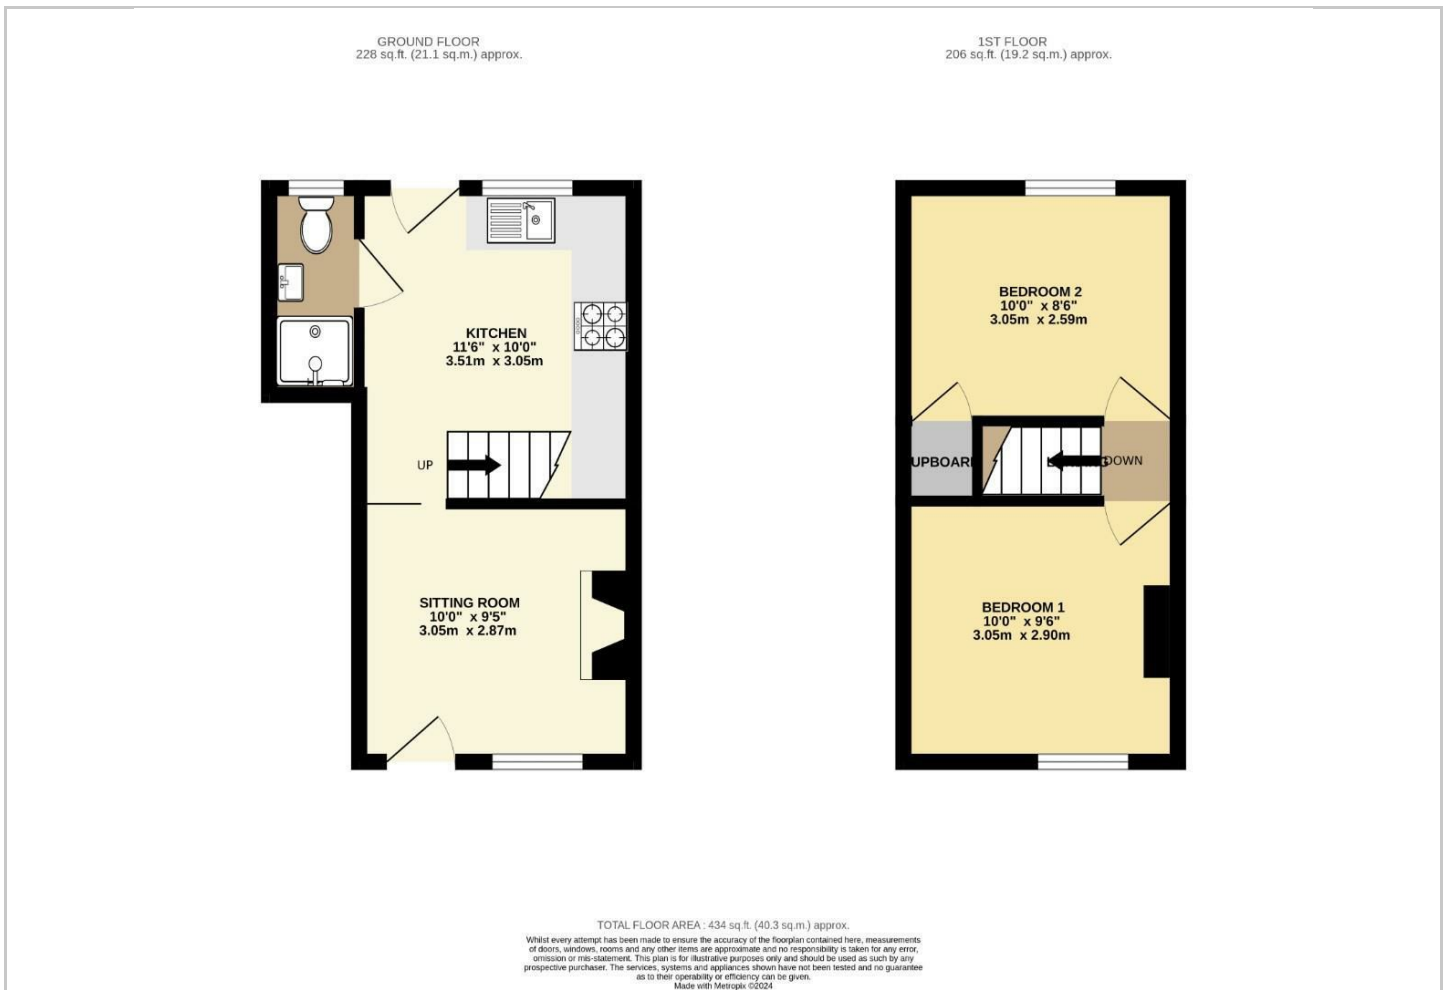 GROUND FLOOR
228 sq.ft. (21.1 sq.m.) approx.
1ST FLOOR
206 sq.ft. (19.2 sq.m.) approx.
KITCHEN
11'6" x 10'0"
3.51m x 3.05m
UP
SITTING ROOM
10'0" x 9'5"
3.05m x 2.87m
BEDROOM 2
10'0" x 8'6"
3.05m x 2.59m
UPBOAR
DOWN
BEDROOM 1
10'0" x 9'6"
3.05m x 2.90m
TOTAL FLOOR AREA : 434 sq.ft. (40.3 sq.m.) approx.
Whilst every attempt has been made to ensure the accuracy of the floorplan contained here, measurements
of doors, windows, rooms and any other items are approximate and no responsibility is taken for any error,
omission or mis-statement. This plan is for illustrative purposes only and should be used as such by any
prospective purchaser. The services, systems and appliances shown have not been tested and no guarantee
as to their operability or efficiency can be given.
Made with Metropix ©2024